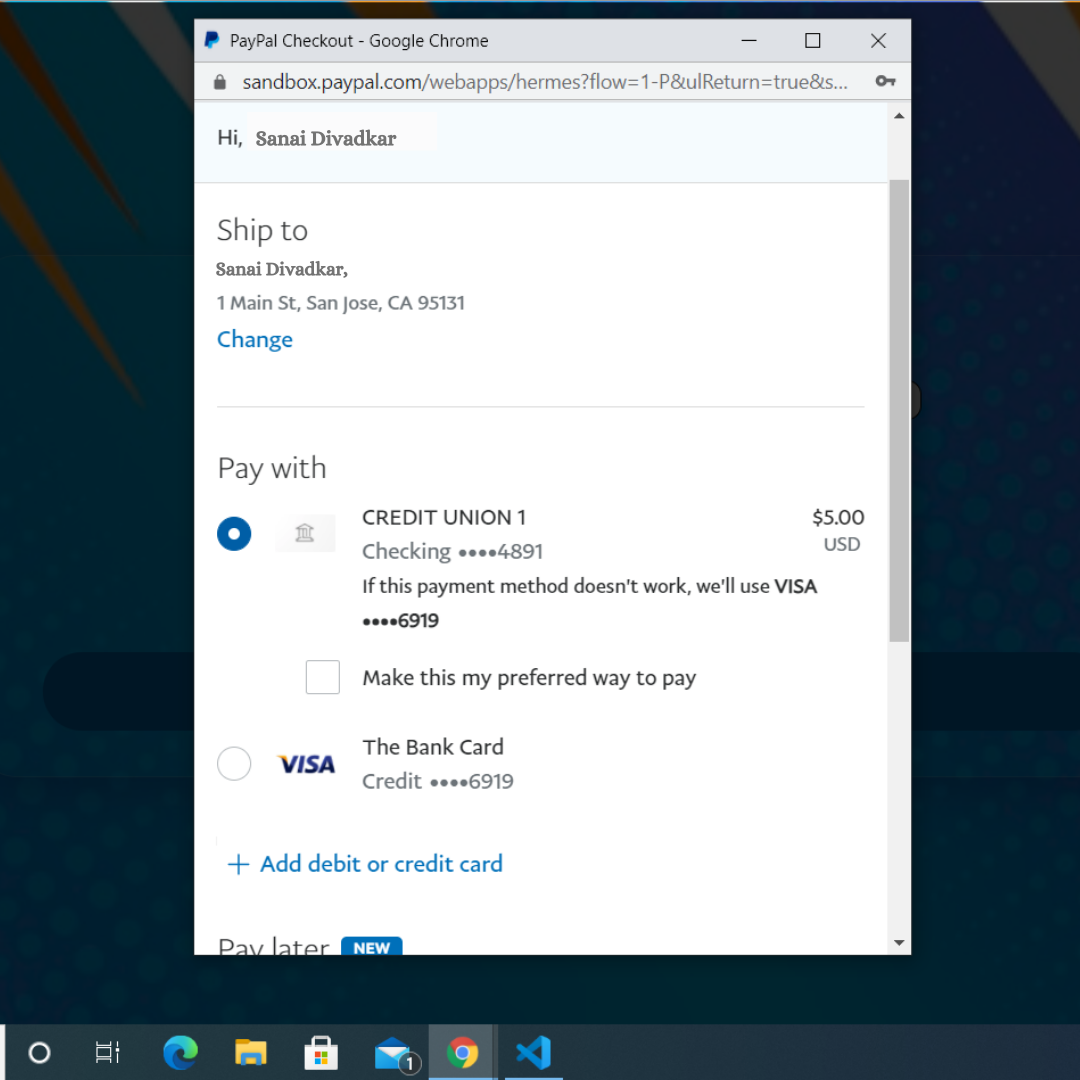 PayPal Checkout - Google Chrome
sandbox.paypal.com/webapps/hermes?flow=1-P&ulReturn=true&s...
Hi, Sanai Divadkar
Ship to
Sanai Divadkar,
1 Main St, San Jose, CA 95131
Change
Pay with
CREDIT UNION 1 $5.00
Checking ••••4891 USD
If this payment method doesn't work, we'll use VISA
••••6919
Make this my preferred way to pay
VISA The Bank Card
Credit ••••6919
+ Add debit or credit card
Pay later NEW
1